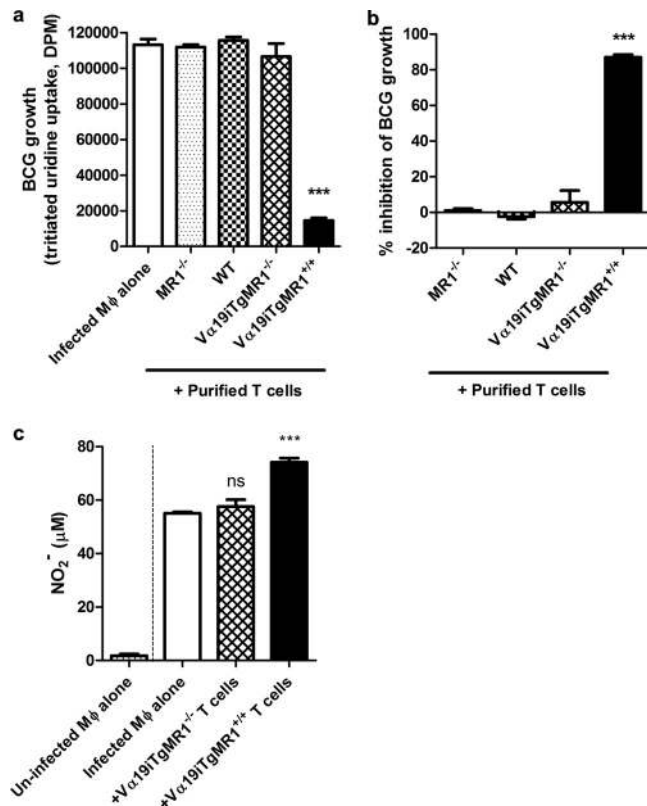 a
BCG growth
(tritiated uridine uptake, DPM)
120000
100000
80000
60000
40000
20000
0
***
Infected Mϕ alone
MR1⁻/⁻
WT
Vα19iTgMR1⁻/⁻
Vα19iTgMR1⁺/⁺
+ Purified T cells
b
% inhibition of BCG growth
100
80
60
40
20
0
-20
***
MR1⁻/⁻
WT
Vα19iTgMR1⁻/⁻
Vα19iTgMR1⁺/⁺
+ Purified T cells
c
NO₂⁻ (μM)
80
60
40
20
0
ns
***
Un-infected Mϕ alone
Infected Mϕ alone
+Vα19iTgMR1⁻/⁻ T cells
+Vα19iTgMR1⁺/⁺ T cells